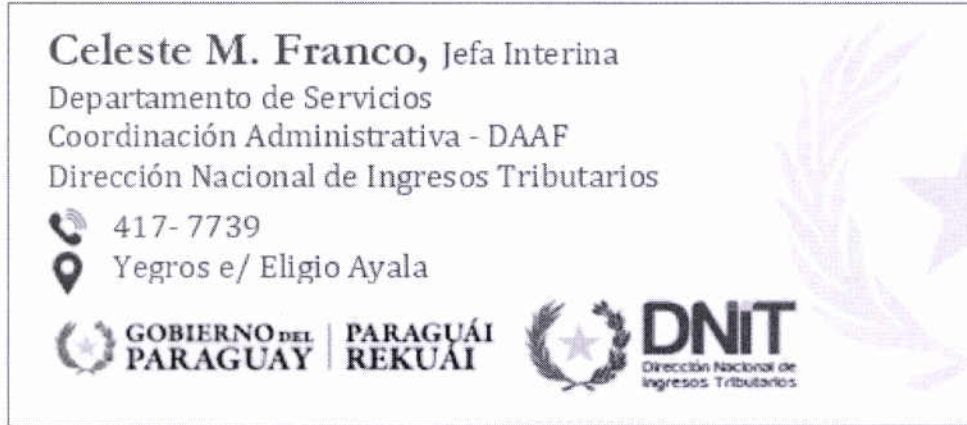 Celeste M. Franco, Jefa Interina
Departamento de Servicios
Coordinación Administrativa - DAAF
Dirección Nacional de Ingresos Tributarios
417- 7739
Yegros e/ Eligio Ayala
GOBIERNO DEL PARAGUAY | PARAGUÁI REKUÁI
DNIT
Dirección Nacional de
Ingresos Tributarios